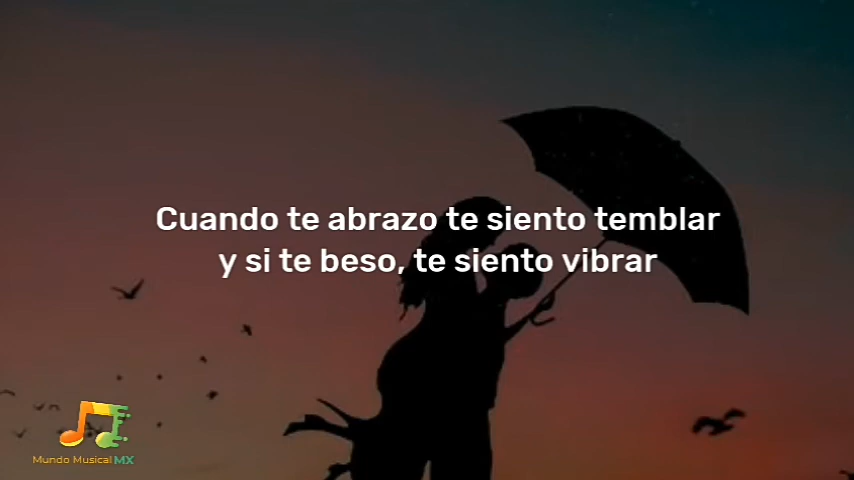 Cuando te abrazo te siento temblar
y si te beso, te siento vibrar
Mundo Musical MX